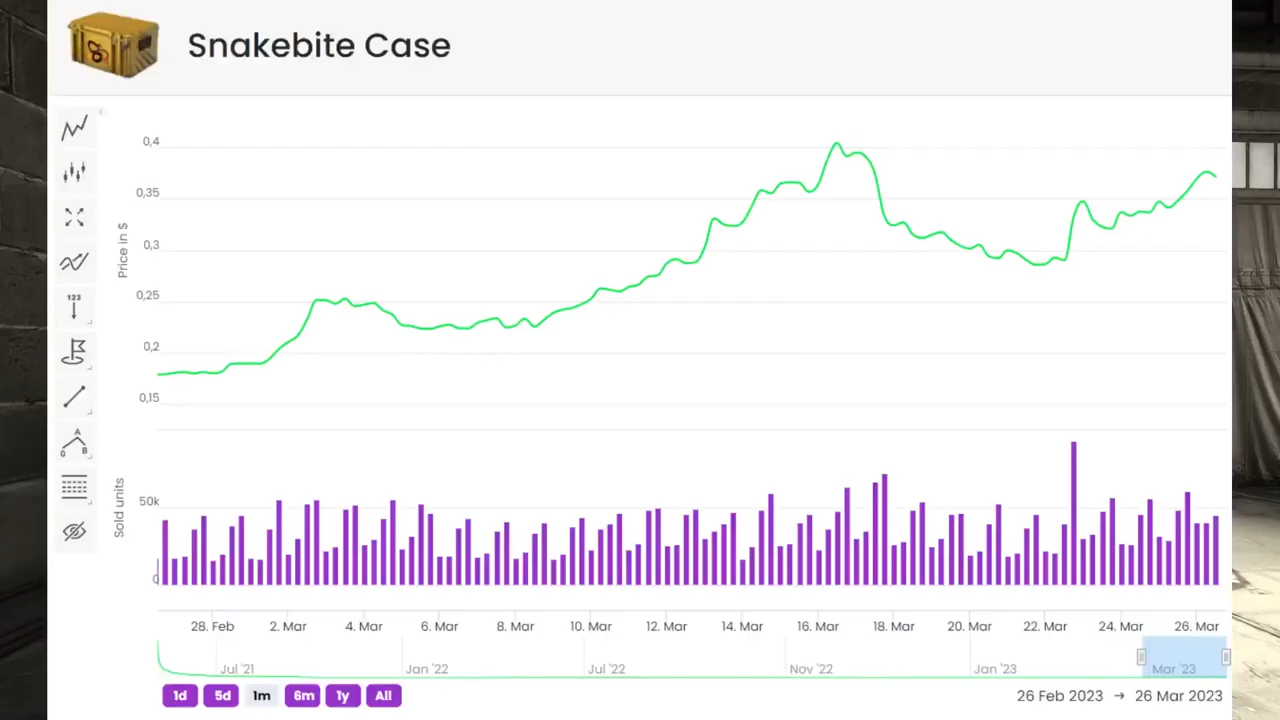 Snakebite Case
0,4
0,35
0,3
0,25
0,2
0,15
Price in $
123
A
0
B
50k
0
Sold units
28. Feb 2. Mar 4. Mar 6. Mar 8. Mar 10. Mar 12. Mar 14. Mar 16. Mar 18. Mar 20. Mar 22. Mar 24. Mar 26. Mar
Jul '21 Jan '22 Jul '22 Nov '22 Jan '23 Mar '23
1d 5d 1m 6m 1y All
26 Feb 2023 → 26 Mar 2023